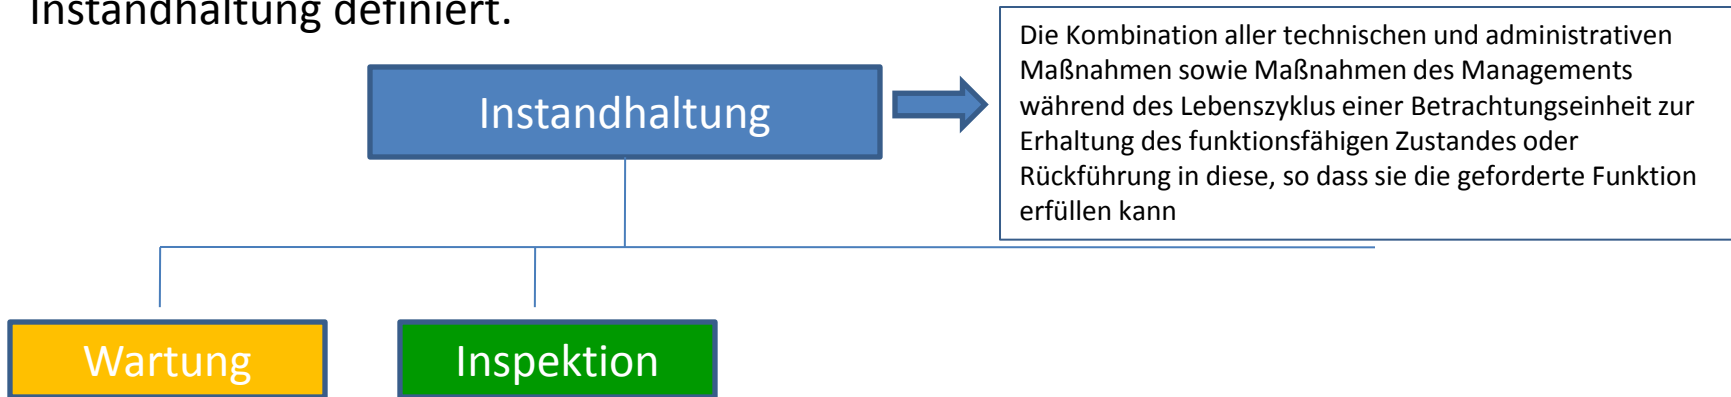 Instandhaltung definiert.
Instandhaltung
Die Kombination aller technischen und administrativen
Maßnahmen sowie Maßnahmen des Managements
während des Lebenszyklus einer Betrachtungseinheit zur
Erhaltung des funktionsfähigen Zustandes oder
Rückführung in diese, so dass sie die geforderte Funktion
erfüllen kann
Wartung
Inspektion